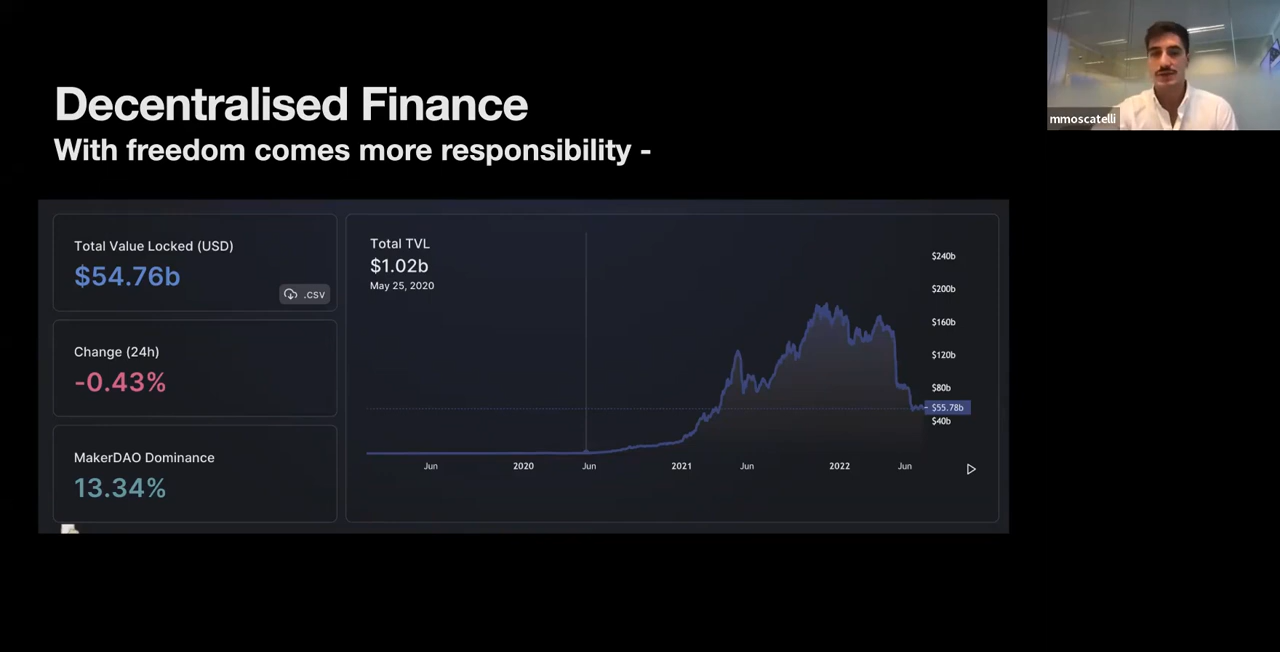 mmoscatelli
Decentralised Finance
With freedom comes more responsibility -
Total Value Locked (USD)
$54.76b
.csv
Change (24h)
-0.43%
MakerDAO Dominance
13.34%
Total TVL
$1.02b
May 25, 2020
$240b
$200b
$160b
$120b
$80b
$55.78b
$40b
Jun 2020 Jun 2021 Jun 2022 Jun